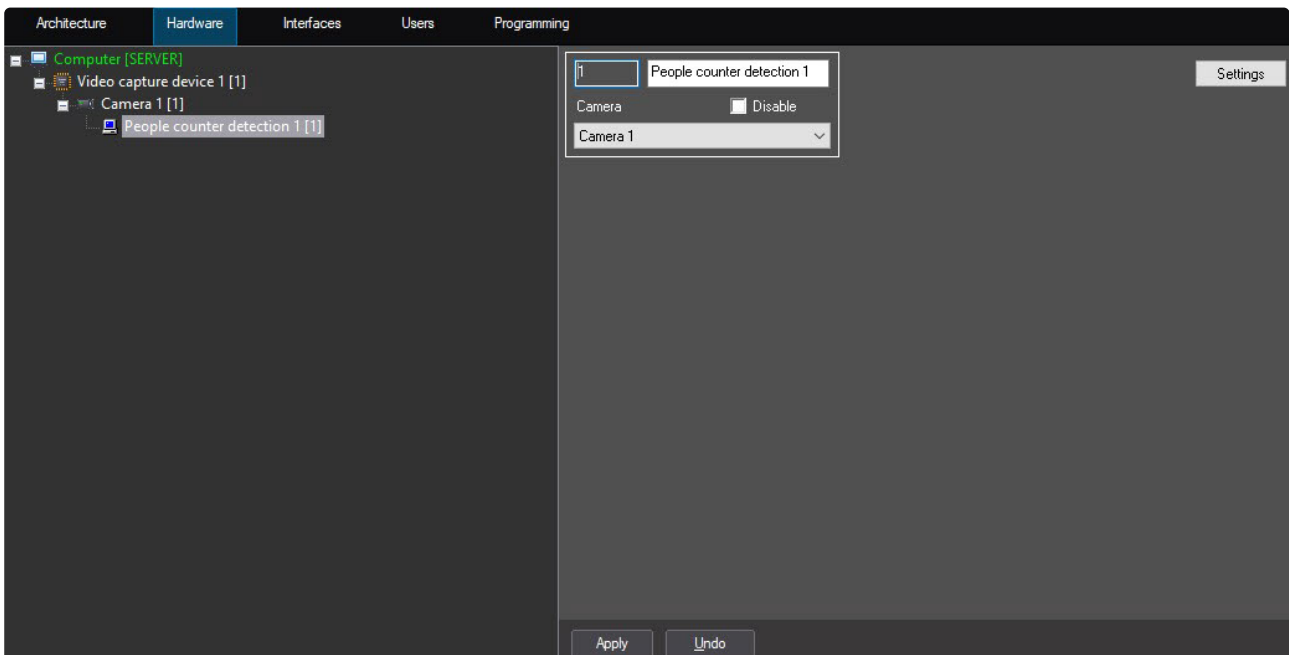 Architecture Hardware Interfaces Users Programming
Computer [SERVER]
Video capture device 1 [1]
Camera 1 [1]
People counter detection 1 [1]
1 People counter detection 1
Settings
Camera Disable
Camera 1
Apply Undo